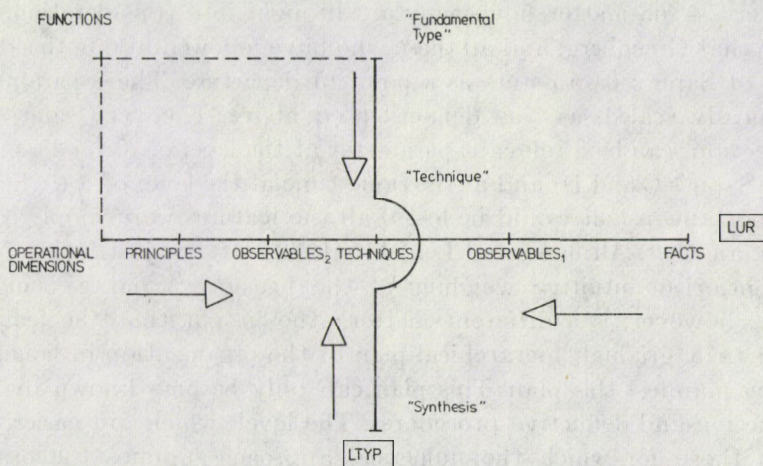 FUNCTIONS
"Fundamental
Type"
"Technique"
LUR
OPERATIONAL
DIMENSIONS
PRINCIPLES
OBSERVABLES₂
TECHNIQUES
OBSERVABLES₁
FACTS
"Synthesis"
LTYP